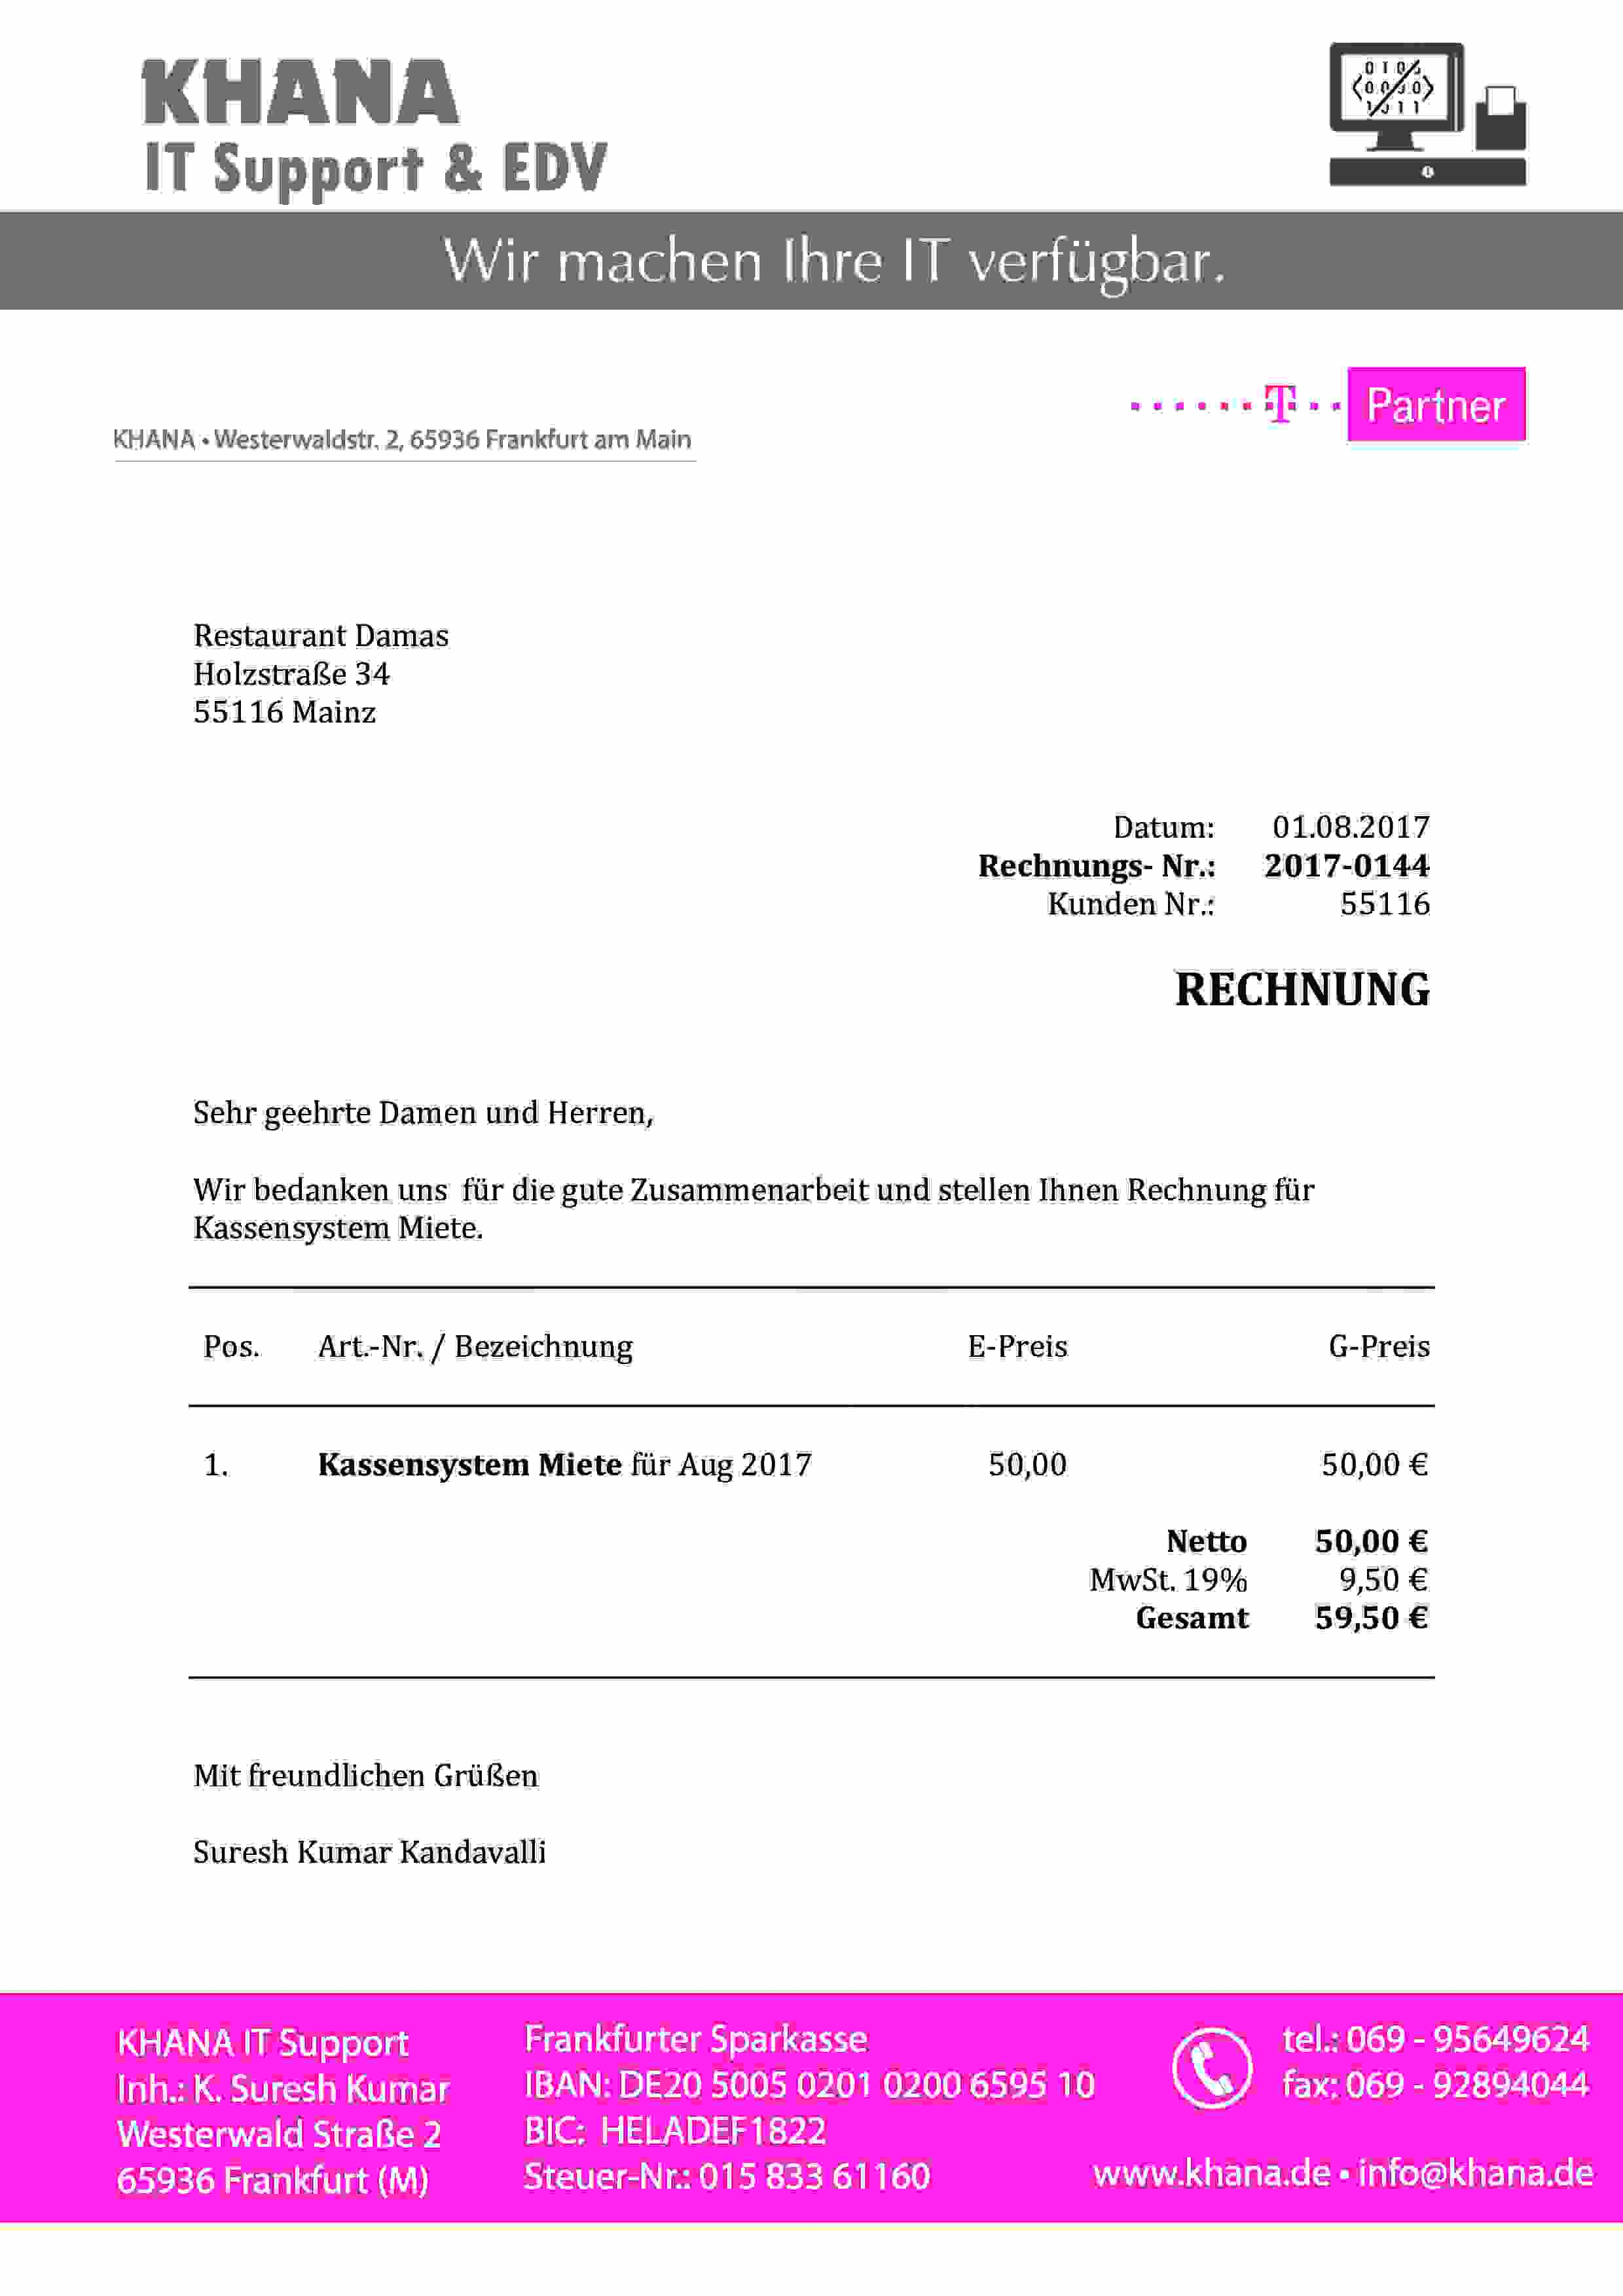 KHANA
IT Support & EDV
Wir machen Ihre IT verfügbar.
T Partner
KHANA • Westerwaldstr. 2, 65936 Frankfurt am Main
Restaurant Damas
Holzstraße 34
55116 Mainz
Datum: 01.08.2017
Rechnungs- Nr.: 2017-0144
Kunden Nr.: 55116
RECHNUNG
Sehr geehrte Damen und Herren,
Wir bedanken uns für die gute Zusammenarbeit und stellen Ihnen Rechnung für
Kassensystem Miete.
Pos. Art.-Nr. / Bezeichnung E-Preis G-Preis
1. Kassensystem Miete für Aug 2017 50,00 50,00 €
Netto 50,00 €
MwSt. 19% 9,50 €
Gesamt 59,50 €
Mit freundlichen Grüßen
Suresh Kumar Kandavalli
KHANA IT Support
Inh.: K. Suresh Kumar
Westerwald Straße 2
65936 Frankfurt (M)
Frankfurter Sparkasse
IBAN: DE20 5005 0201 0200 6595 10
BIC: HELADEF1822
Steuer-Nr.: 015 833 61160
tel.: 069 - 95649624
fax: 069 - 92894044
www.khana.de • info@khana.de